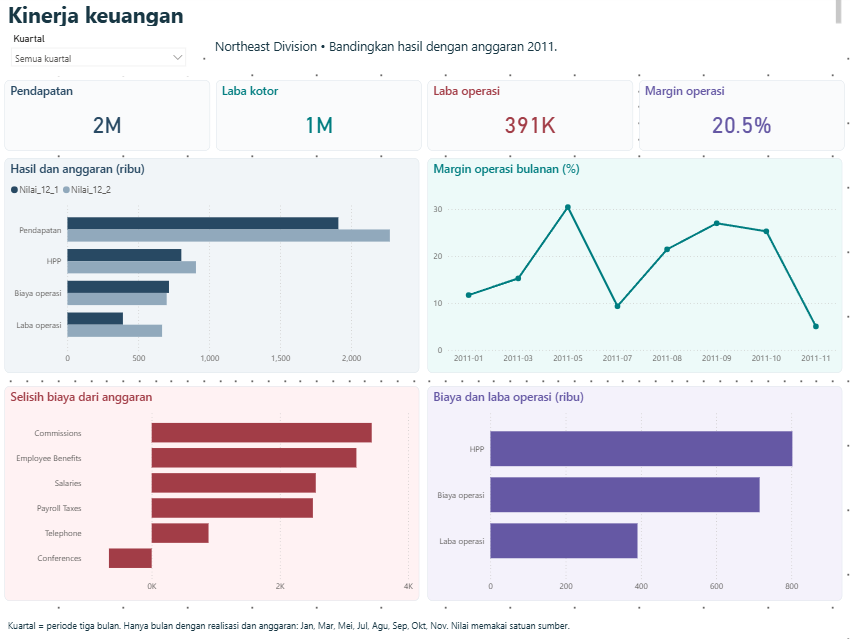 Kinerja keuangan
Kuartal
Semua kuartal
Northeast Division • Bandingkan hasil dengan anggaran 2011.
Pendapatan
2M
Laba kotor
1M
Laba operasi
391K
Margin operasi
20.5%
Hasil dan anggaran (ribu)
Nilai_12_1 Nilai_12_2
Pendapatan
HPP
Biaya operasi
Laba operasi
0 500 1,000 1,500 2,000
Margin operasi bulanan (%)
30
20
10
0
2011-01 2011-03 2011-05 2011-07 2011-08 2011-09 2011-10 2011-11
Selisih biaya dari anggaran
Commissions
Employee Benefits
Salaries
Payroll Taxes
Telephone
Conferences
0K 2K 4K
Biaya dan laba operasi (ribu)
HPP
Biaya operasi
Laba operasi
0 200 400 600 800
Kuartal = periode tiga bulan. Hanya bulan dengan realisasi dan anggaran: Jan, Mar, Mei, Jul, Agu, Sep, Okt, Nov. Nilai memakai satuan sumber.